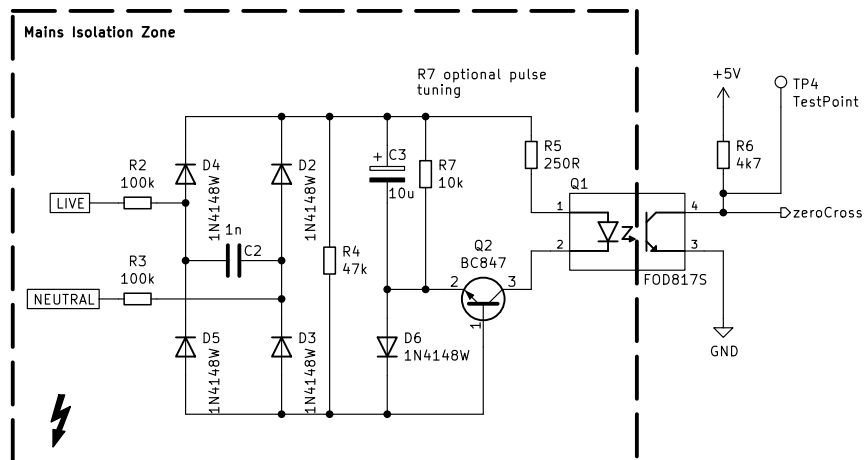 Mains Isolation Zone
R7 optional pulse
tuning
+5V
TP4
TestPoint
R2
100k
LIVE
D4
1N4148W
D2
1N4148W
1n
C2
R3
100k
NEUTRAL
R4
47k
+
C3
10u
R7
10k
R5
250R
Q1
1
2
4
3
FOD817S
R6
4k7
zeroCross
GND
Q2
BC847
2
3
1
D5
1N4148W
D3
1N4148W
D6
1N4148W